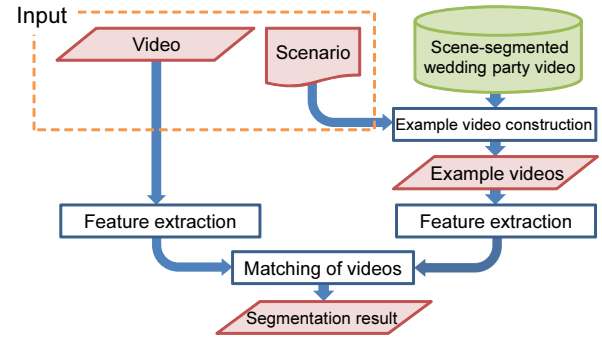 Input
Video
Scenario
Scene-segmented
wedding party video
Example video construction
Example videos
Feature extraction
Feature extraction
Matching of videos
Segmentation result